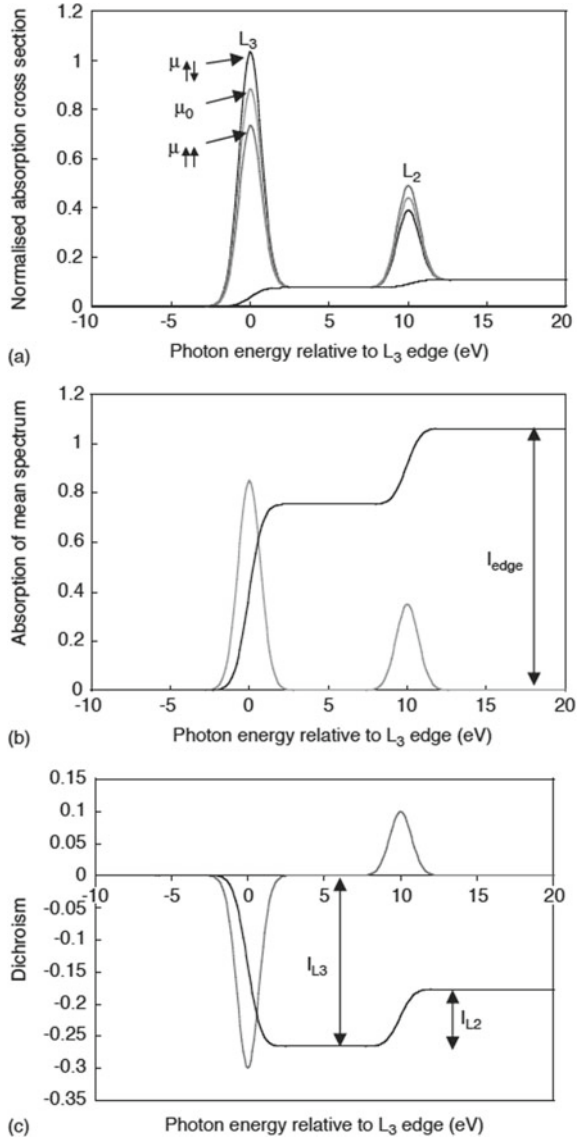 L3
µ↑↓
µ0
µ↑↑
L2
Normalised absorption cross section
1.2
1
0.8
0.6
0.4
0.2
0
-10 -5 0 5 10 15 20
(a) Photon energy relative to L3 edge (eV)
Absorption of mean spectrum
1.2
1
0.8
0.6
0.4
0.2
0
Iedge
-10 -5 0 5 10 15 20
(b) Photon energy relative to L3 edge (eV)
Dichroism
0.15
0.1
0.05
0
-10 -5 0 5 10 15 20
-0.05
-0.1
-0.15
-0.2
-0.25
-0.3
-0.35
IL3
IL2
(c) Photon energy relative to L3 edge (eV)